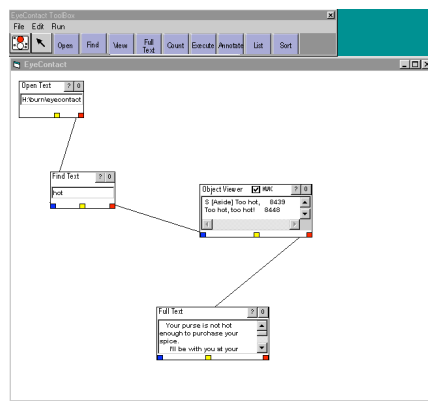 EyeContact ToolBox
File Edit Run
Open Find View Full Text Count Execute Annotate List Sort
EyeContact
Open Text ? 0
H:\burn\eyecontact
Find Text ? 0
hot
Object Viewer ? 0
S [Aside] Too hot, 8439
Too hot, too hot! 8448
Full Text ? 0
Your purse is not hot
enough to purchase your
spice.
I'll be with you at your